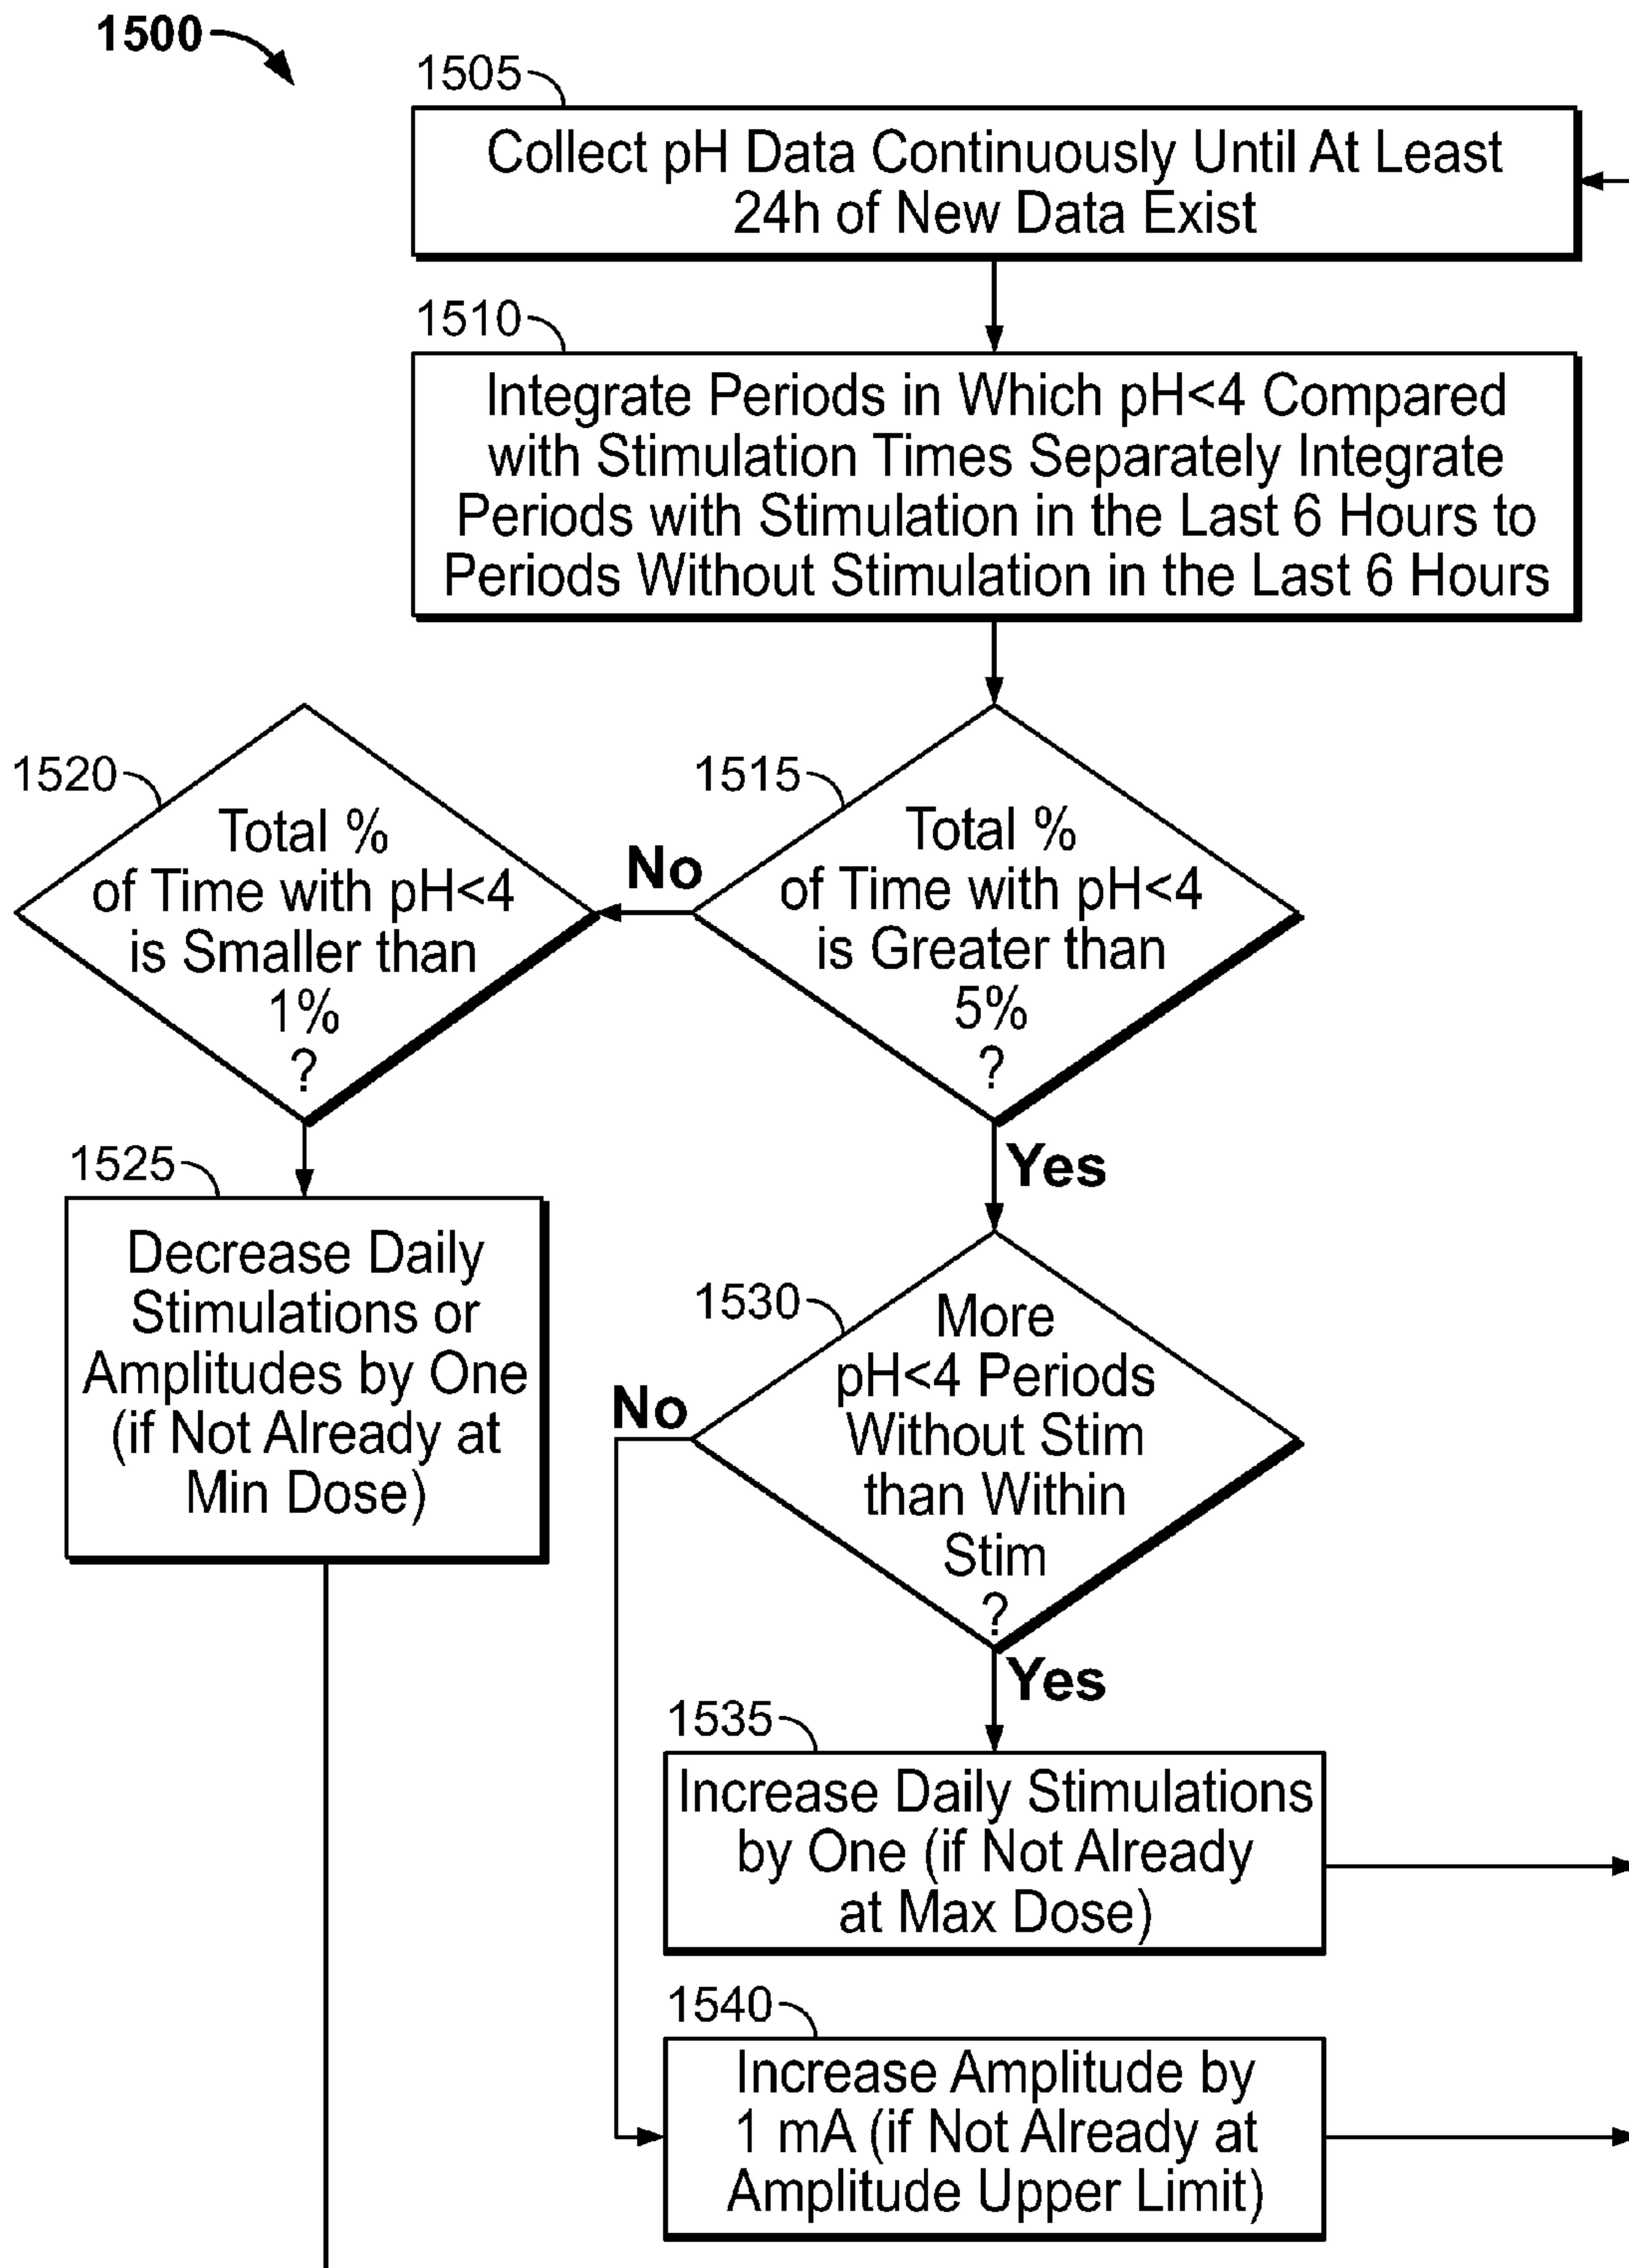 1500
1505
Collect pH Data Continuously Until At Least
24h of New Data Exist
1510
Integrate Periods in Which pH<4 Compared
with Stimulation Times Separately Integrate
Periods with Stimulation in the Last 6 Hours to
Periods Without Stimulation in the Last 6 Hours
1515
Total %
of Time with pH<4
is Greater than
5%
?
No
1520
Total %
of Time with pH<4
is Smaller than
1%
?
1525
Decrease Daily
Stimulations or
Amplitudes by One
(if Not Already at
Min Dose)
Yes
1530
More
pH<4 Periods
Without Stim
than Within
Stim
?
No
Yes
1535
Increase Daily Stimulations
by One (if Not Already
at Max Dose)
1540
Increase Amplitude by
1 mA (if Not Already at
Amplitude Upper Limit)